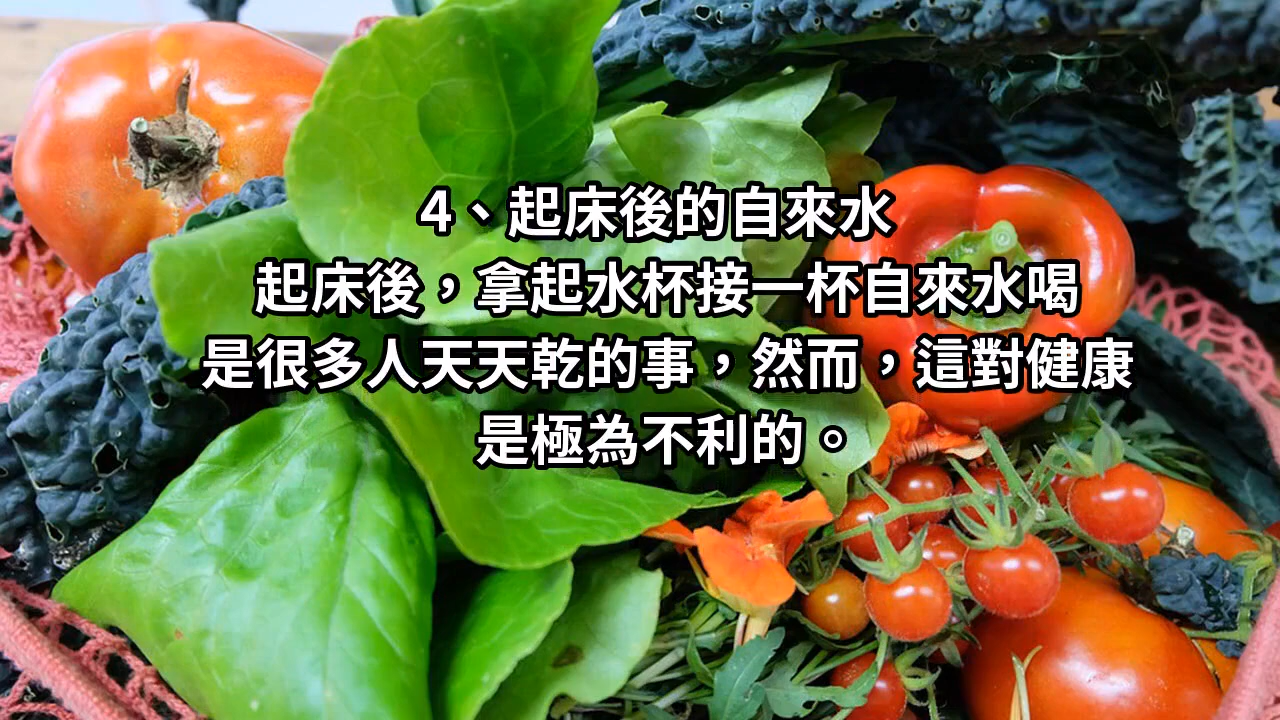 4、起床後的自來水
起床後，拿起水杯接一杯自來水喝
是很多人天天乾的事，然而，這對健康
是極為不利的。